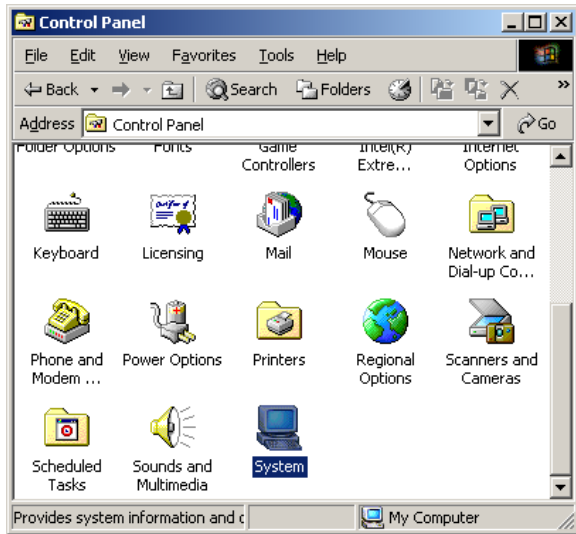 Control Panel
File Edit View Favorites Tools Help
Back Search Folders »
Address Control Panel Go
Folder Options Fonts Game Controllers Intel(R) Extre... Internet Options
Keyboard Licensing Mail Mouse Network and Dial-up Co...
Phone and Modem ... Power Options Printers Regional Options Scanners and Cameras
Scheduled Tasks Sounds and Multimedia System
Provides system information and My Computer